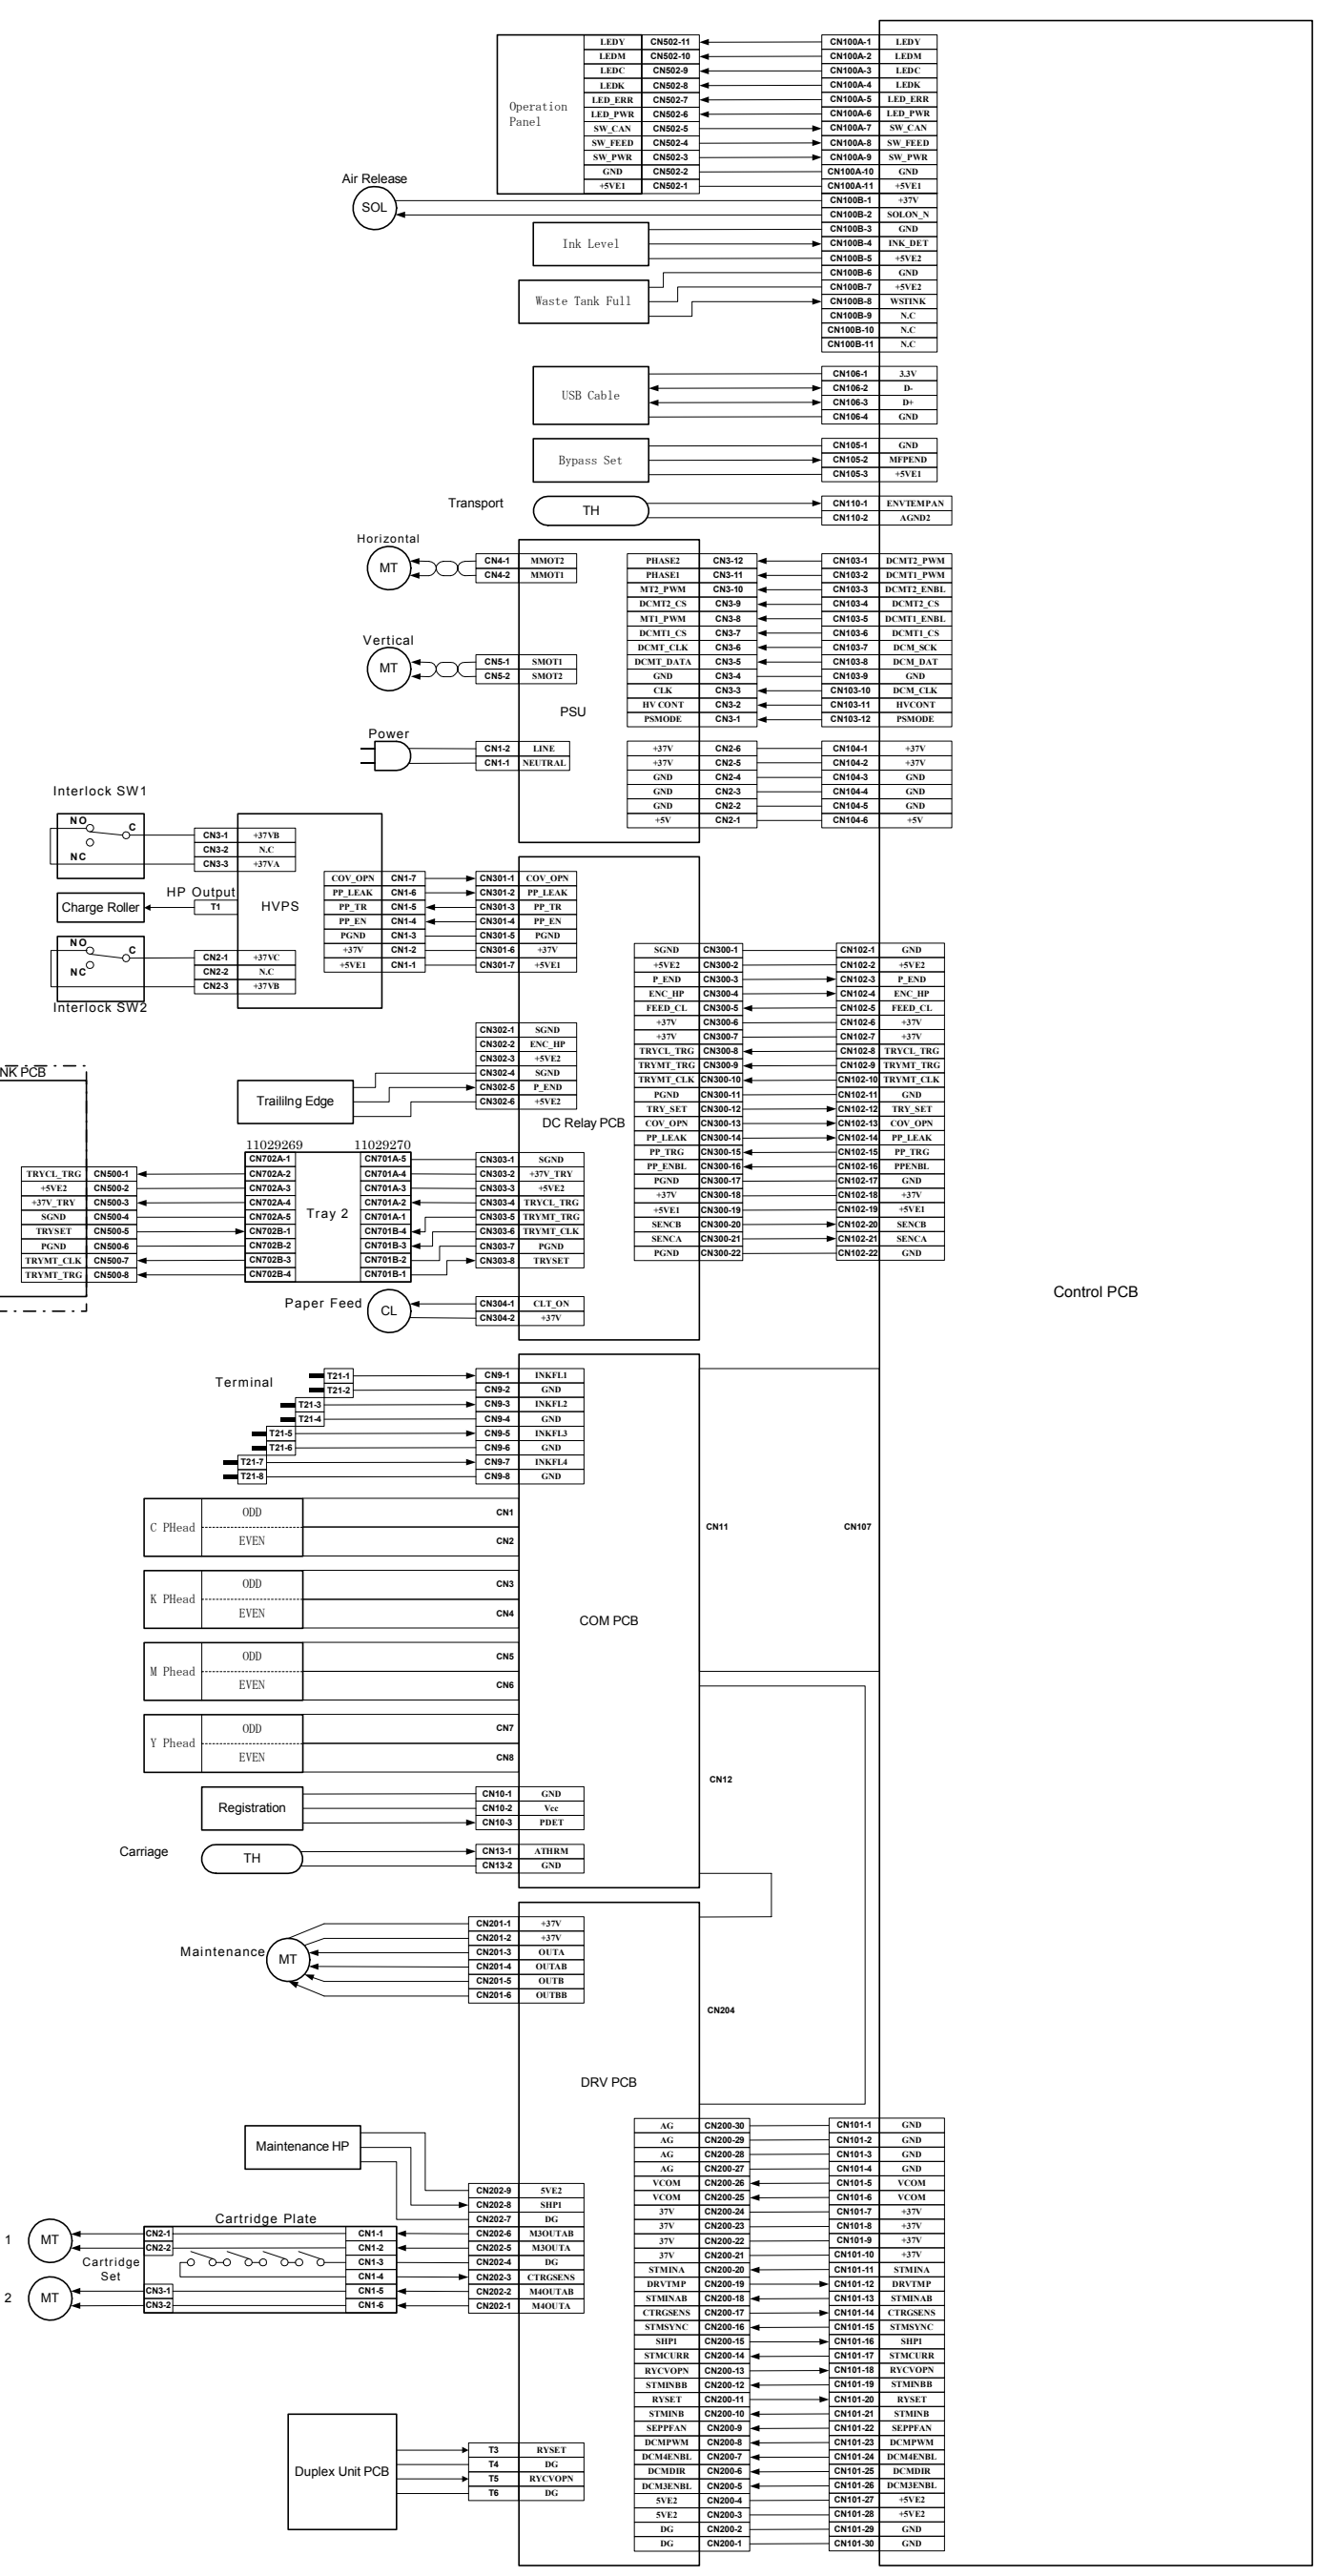 LEDY CN502-11 CN100A-1 LEDY
LEDM CN502-10 CN100A-2 LEDM
LEDC CN502-9 CN100A-3 LEDC
LEDK CN502-8 CN100A-4 LEDK
LED_ERR CN502-7 CN100A-5 LED_ERR
Operation
Panel
LED_PWR CN502-6 CN100A-6 LED_PWR
SW_CAN CN502-5 CN100A-7 SW_CAN
SW_FEED CN502-4 CN100A-8 SW_FEED
SW_PWR CN502-3 CN100A-9 SW_PWR
GND CN502-2 CN100A-10 GND
+5VE1 CN502-1 CN100A-11 +5VE1
Air Release
SOL
CN100B-1 +37V
CN100B-2 SOLON_N
CN100B-3 GND
Ink Level
CN100B-4 INK_DET
CN100B-5 +5VE2
CN100B-6 GND
CN100B-7 +5VE2
Waste Tank Full
CN100B-8 WSTINK
CN100B-9 N.C
CN100B-10 N.C
CN100B-11 N.C
CN106-1 3.3V
CN106-2 D-
USB Cable
CN106-3 D+
CN106-4 GND
CN105-1 GND
Bypass Set
CN105-2 MFPEND
CN105-3 +5VE1
Transport
TH
CN110-1 ENVTEMPAN
CN110-2 AGND2
Horizontal
MT
CN4-1 MMOT2
CN4-2 MMOT1
PHASE2 CN3-12 CN103-1 DCMT2_PWM
PHASE1 CN3-11 CN103-2 DCMT1_PWM
MT2_PWM CN3-10 CN103-3 DCMT2_ENBL
DCMT2_CS CN3-9 CN103-4 DCMT2_CS
MT1_PWM CN3-8 CN103-5 DCMT1_ENBL
DCMT1_CS CN3-7 CN103-6 DCMT1_CS
DCMT_CLK CN3-6 CN103-7 DCM_SCK
DCMT_DATA CN3-5 CN103-8 DCM_DAT
GND CN3-4 CN103-9 GND
CLK CN3-3 CN103-10 DCM_CLK
HV CONT CN3-2 CN103-11 HVCONT
PSMODE CN3-1 CN103-12 PSMODE
Vertical
MT
CN5-1 SMOT1
CN5-2 SMOT2
PSU
Power
CN1-2 LINE
CN1-1 NEUTRAL
+37V CN2-6 CN104-1 +37V
+37V CN2-5 CN104-2 +37V
GND CN2-4 CN104-3 GND
GND CN2-3 CN104-4 GND
GND CN2-2 CN104-5 GND
+5V CN2-1 CN104-6 +5V
Interlock SW1
NO
C
NC
CN3-1 +37VB
CN3-2 N.C
CN3-3 +37VA
HP Output
Charge Roller
T1
HVPS
COV_OPN CN1-7 CN301-1 COV_OPN
PP_LEAK CN1-6 CN301-2 PP_LEAK
PP_TR CN1-5 CN301-3 PP_TR
PP_EN CN1-4 CN301-4 PP_EN
PGND CN1-3 CN301-5 PGND
+37V CN1-2 CN301-6 +37V
+5VE1 CN1-1 CN301-7 +5VE1
NO
C
NC
CN2-1 +37VC
CN2-2 N.C
CN2-3 +37VB
Interlock SW2
SGND CN300-1 CN102-1 GND
+5VE2 CN300-2 CN102-2 +5VE2
P_END CN300-3 CN102-3 P_END
ENC_HP CN300-4 CN102-4 ENC_HP
FEED_CL CN300-5 CN102-5 FEED_CL
+37V CN300-6 CN102-6 +37V
+37V CN300-7 CN102-7 +37V
TRYCL_TRG CN300-8 CN102-8 TRYCL_TRG
TRYMT_TRG CN300-9 CN102-9 TRYMT_TRG
TRYMT_CLK CN300-10 CN102-10 TRYMT_CLK
PGND CN300-11 CN102-11 GND
TRY_SET CN300-12 CN102-12 TRY_SET
COV_OPN CN300-13 CN102-13 COV_OPN
PP_LEAK CN300-14 CN102-14 PP_LEAK
PP_TRG CN300-15 CN102-15 PP_TRG
PP_ENBL CN300-16 CN102-16 PPENBL
PGND CN300-17 CN102-17 GND
+37V CN300-18 CN102-18 +37V
+5VE1 CN300-19 CN102-19 +5VE1
SENCB CN300-20 CN102-20 SENCB
SENCA CN300-21 CN102-21 SENCA
PGND CN300-22 CN102-22 GND
CN302-1 SGND
CN302-2 ENC_HP
CN302-3 +5VE2
CN302-4 SGND
CN302-5 P_END
CN302-6 +5VE2
Traililng Edge
DC Relay PCB
NK PCB
11029269 11029270
CN702A-1 CN701A-5 CN303-1 SGND
TRYCL_TRG CN500-1 CN702A-2 CN701A-4 CN303-2 +37V_TRY
+5VE2 CN500-2 CN702A-3 CN701A-3 CN303-3 +5VE2
+37V_TRY CN500-3 CN702A-4 CN701A-2 CN303-4 TRYCL_TRG
SGND CN500-4 CN702A-5 CN701A-1 CN303-5 TRYMT_TRG
Tray 2
TRYSET CN500-5 CN702B-1 CN701B-4 CN303-6 TRYMT_CLK
PGND CN500-6 CN702B-2 CN701B-3 CN303-7 PGND
TRYMT_CLK CN500-7 CN702B-3 CN701B-2 CN303-8 TRYSET
TRYMT_TRG CN500-8 CN702B-4 CN701B-1
Control PCB
Paper Feed
CL
CN304-1 CLT_ON
CN304-2 +37V
Terminal
T21-1 CN9-1 INKFL1
T21-2 CN9-2 GND
T21-3 CN9-3 INKFL2
T21-4 CN9-4 GND
T21-5 CN9-5 INKFL3
T21-6 CN9-6 GND
T21-7 CN9-7 INKFL4
T21-8 CN9-8 GND
C PHead
ODD CN1
EVEN CN2
CN11 CN107
K PHead
ODD CN3
EVEN CN4
COM PCB
M Phead
ODD CN5
EVEN CN6
Y Phead
ODD CN7
EVEN CN8
CN12
Registration
CN10-1 GND
CN10-2 Vcc
CN10-3 PDET
Carriage
TH
CN13-1 ATHRM
CN13-2 GND
Maintenance
MT
CN201-1 +37V
CN201-2 +37V
CN201-3 OUTA
CN201-4 OUTAB
CN201-5 OUTB
CN201-6 OUTBB
CN204
DRV PCB
AG CN200-30 CN101-1 GND
AG CN200-29 CN101-2 GND
AG CN200-28 CN101-3 GND
AG CN200-27 CN101-4 GND
VCOM CN200-26 CN101-5 VCOM
VCOM CN200-25 CN101-6 VCOM
37V CN200-24 CN101-7 +37V
37V CN200-23 CN101-8 +37V
37V CN200-22 CN101-9 +37V
37V CN200-21 CN101-10 +37V
STMINA CN200-20 CN101-11 STMINA
DRVTMP CN200-19 CN101-12 DRVTMP
STMINAB CN200-18 CN101-13 STMINAB
CTRGSENS CN200-17 CN101-14 CTRGSENS
STMSYNC CN200-16 CN101-15 STMSYNC
SHP1 CN200-15 CN101-16 SHP1
STMCURR CN200-14 CN101-17 STMCURR
RYCVOPN CN200-13 CN101-18 RYCVOPN
STMINBB CN200-12 CN101-19 STMINBB
RYSET CN200-11 CN101-20 RYSET
STMINB CN200-10 CN101-21 STMINB
SEPPFAN CN200-9 CN101-22 SEPPFAN
DCMPWM CN200-8 CN101-23 DCMPWM
DCM4ENBL CN200-7 CN101-24 DCM4ENBL
DCMDIR CN200-6 CN101-25 DCMDIR
DCM3ENBL CN200-5 CN101-26 DCM3ENBL
5VE2 CN200-4 CN101-27 +5VE2
5VE2 CN200-3 CN101-28 +5VE2
DG CN200-2 CN101-29 GND
DG CN200-1 CN101-30 GND
Maintenance HP
CN202-9 5VE2
CN202-8 SHP1
CN202-7 DG
Cartridge Plate
1 MT
CN2-1 CN1-1 CN202-6 M3OUTAB
CN2-2 CN1-2 CN202-5 M3OUTA
Cartridge
Set
CN1-3 CN202-4 DG
CN1-4 CN202-3 CTRGSENS
2 MT
CN3-1 CN1-5 CN202-2 M4OUTAB
CN3-2 CN1-6 CN202-1 M4OUTA
Duplex Unit PCB
T3 RYSET
T4 DG
T5 RYCVOPN
T6 DG